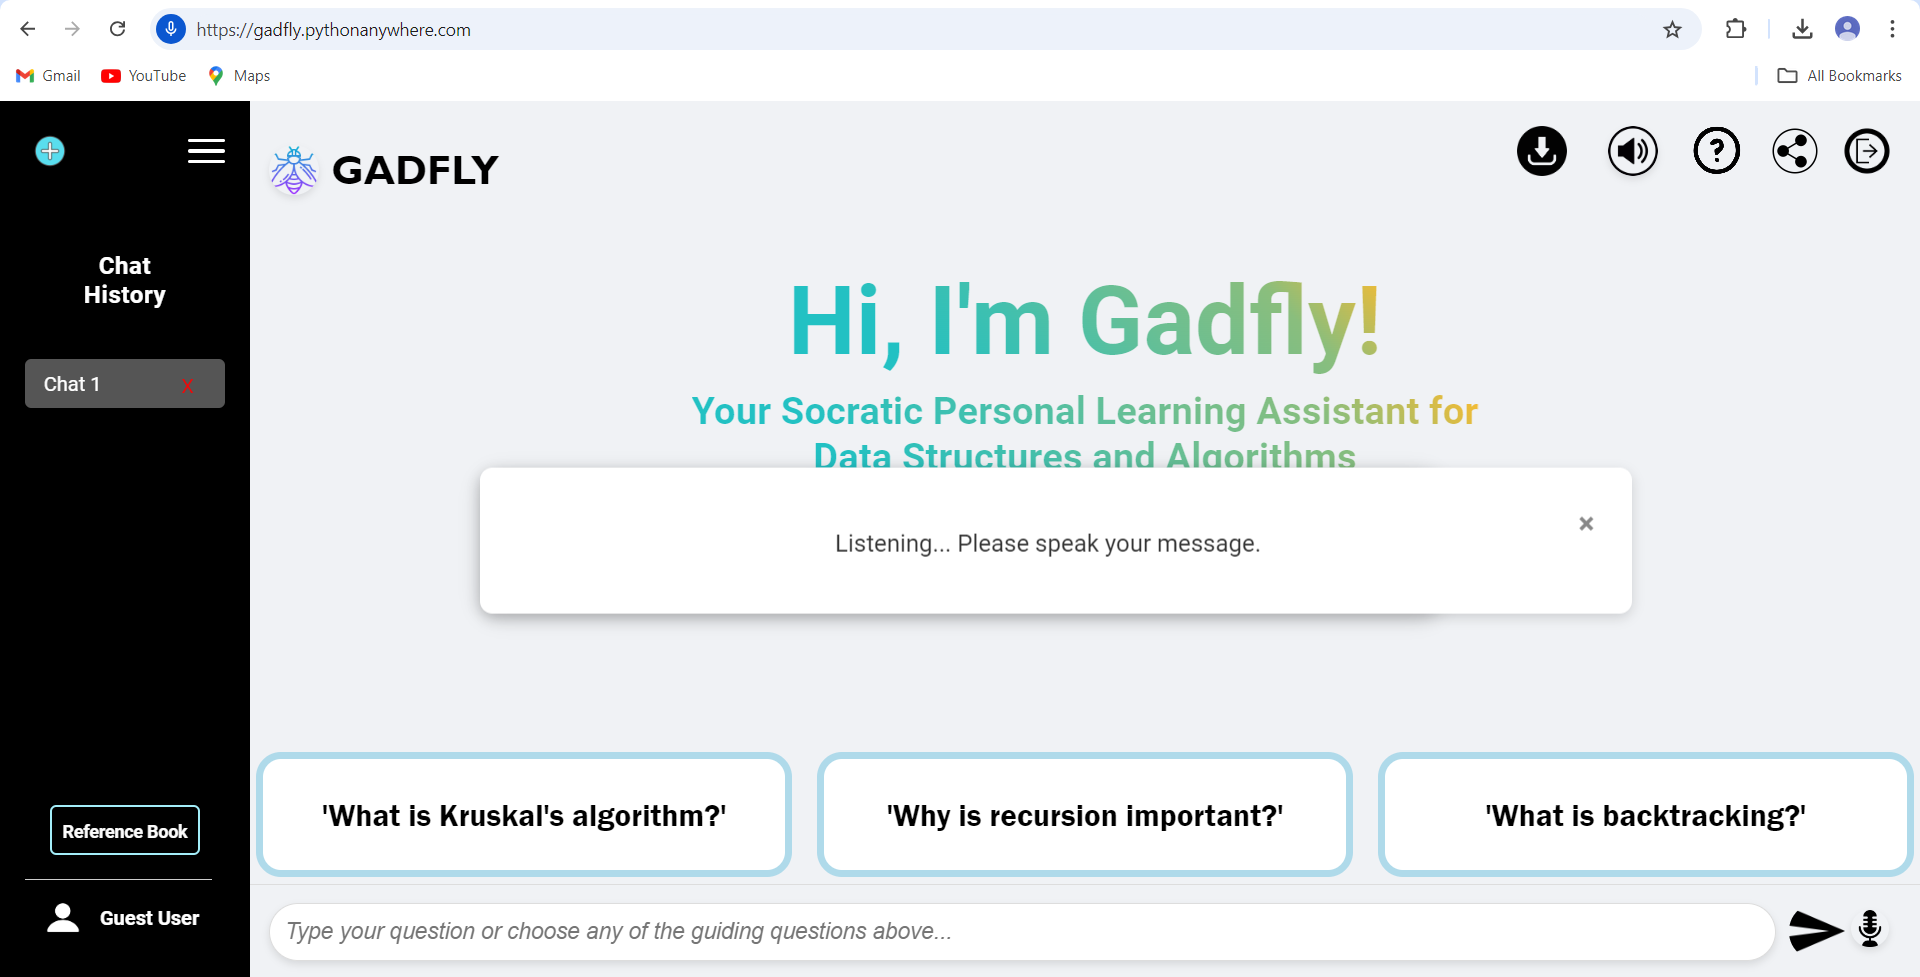 https://gadfly.pythonanywhere.com
Gmail
YouTube
Maps
All Bookmarks
GADFLY
Chat
History
Chat 1
x
Hi, I'm Gadfly!
Your Socratic Personal Learning Assistant for
Data Structures and Algorithms
×
Listening... Please speak your message.
'What is Kruskal's algorithm?'
'Why is recursion important?'
'What is backtracking?'
Reference Book
Guest User
Type your question or choose any of the guiding questions above...